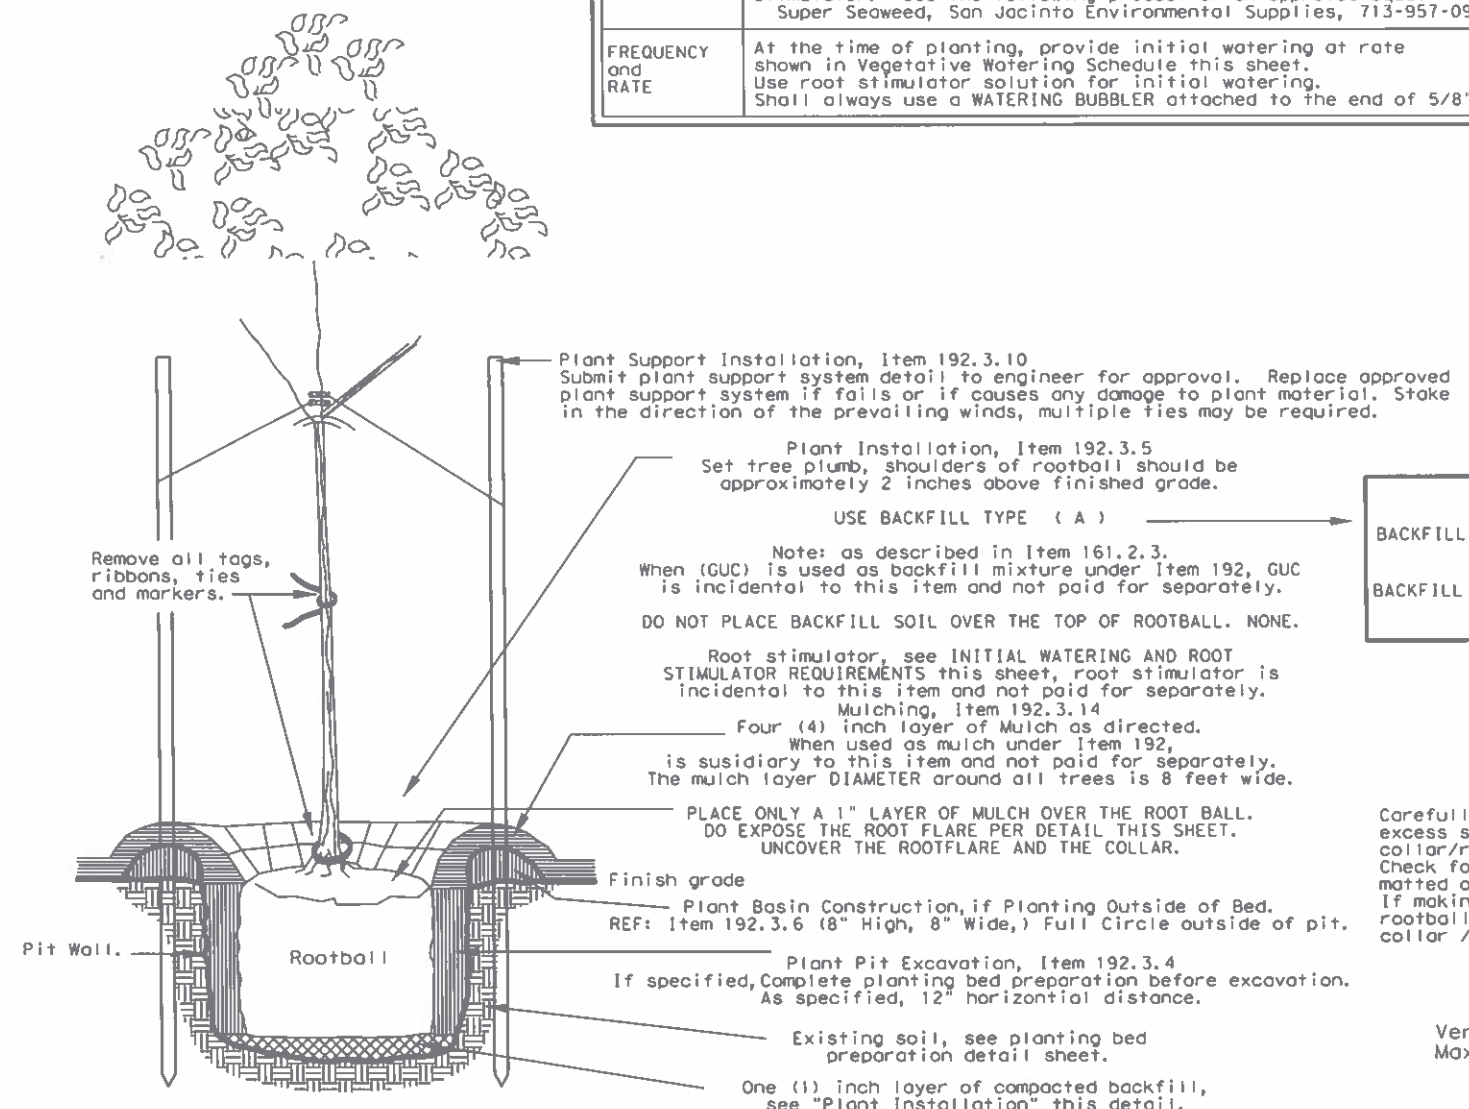 Super Seaweed, San Jacinto Environmental Supplies, 713-957-09
FREQUENCY
and
RATE
At the time of planting, provide initial watering at rate
shown in Vegetative Watering Schedule this sheet.
Use root stimulator solution for initial watering.
Shall always use a WATERING BUBBLER attached to the end of 5/8"
Plant Support Installation, Item 192.3.10
Submit plant support system detail to engineer for approval. Replace approved
plant support system if fails or if causes any damage to plant material. Stake
in the direction of the prevailing winds, multiple ties may be required.
Plant Installation, Item 192.3.5
Set tree plumb, shoulders of rootball should be
approximately 2 inches above finished grade.
USE BACKFILL TYPE ( A )
BACKFILL
BACKFILL
Note: as described in Item 161.2.3.
When (GUC) is used as backfill mixture under Item 192, GUC
is incidental to this item and not paid for separately.
DO NOT PLACE BACKFILL SOIL OVER THE TOP OF ROOTBALL. NONE.
Remove all tags,
ribbons, ties
and markers.
Root stimulator, see INITIAL WATERING AND ROOT
STIMULATOR REQUIREMENTS this sheet, root stimulator is
incidental to this item and not paid for separately.
Mulching, Item 192.3.14
Four (4) inch layer of Mulch as directed.
When used as mulch under Item 192,
is susidiary to this item and not paid for separately.
The mulch layer DIAMETER around all trees is 8 feet wide.
PLACE ONLY A 1" LAYER OF MULCH OVER THE ROOT BALL.
DO EXPOSE THE ROOT FLARE PER DETAIL THIS SHEET.
UNCOVER THE ROOTFLARE AND THE COLLAR.
Finish grade
Plant Basin Construction, if Planting Outside of Bed.
REF: Item 192.3.6 (8" High, 8" Wide,) Full Circle outside of pit.
Pit Wall.
Rootball
Plant Pit Excavation, Item 192.3.4
If specified, Complete planting bed preparation before excavation.
As specified, 12" horizontial distance.
Existing soil, see planting bed
preparation detail sheet.
One (1) inch layer of compacted backfill,
see "Plant Installation" this detail.
Carefull
excess s
collar/r
Check fo
matted o
If makin
rootball
collar /
Ver
Max